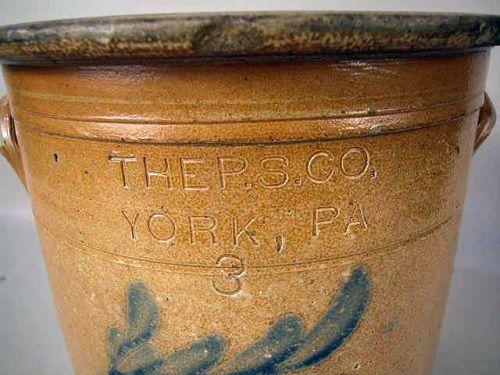 THE P.S.CO.
YORK, PA
3